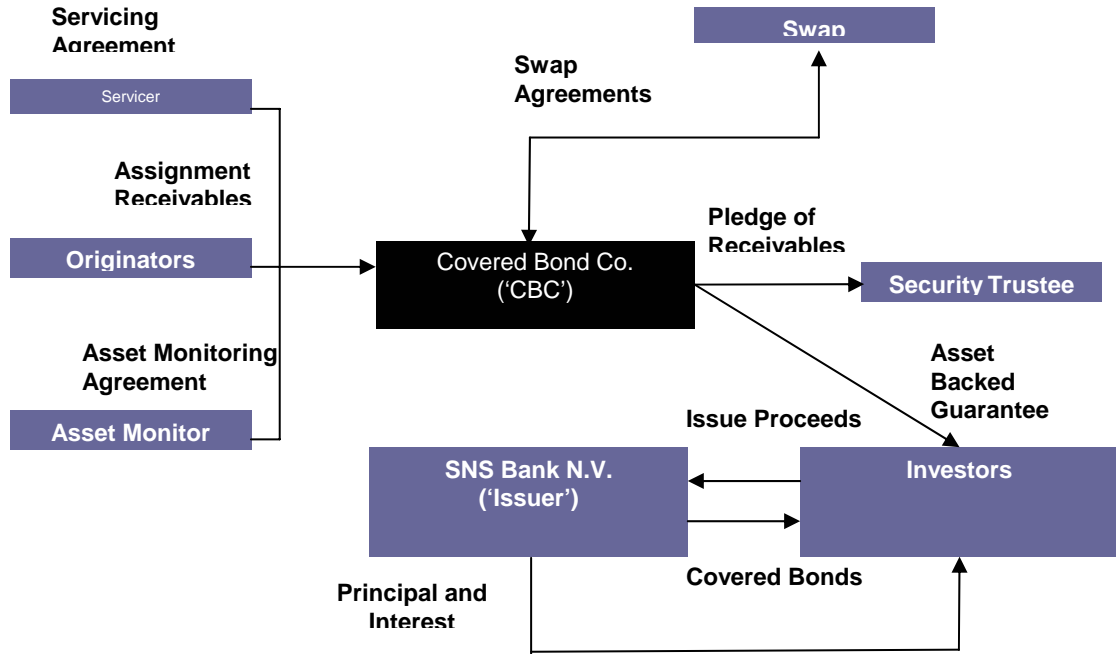 Servicing
Agreement
Swap
Swap
Agreements
Servicer
Assignment
Receivables
Pledge of
Receivables
Originators
Covered Bond Co.
(‘CBC’)
Security Trustee
Asset Monitoring
Agreement
Asset
Backed
Guarantee
Issue Proceeds
Asset Monitor
SNS Bank N.V.
(‘Issuer’)
Investors
Covered Bonds
Principal and
Interest